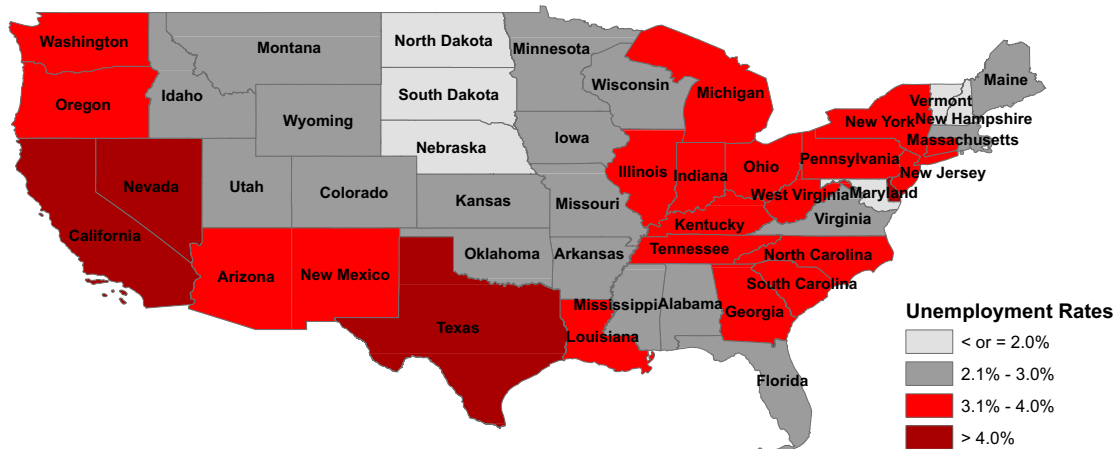 Washington
Montana
North Dakota
Minnesota
Maine
Oregon
Idaho
South Dakota
Wisconsin
Michigan
Vermont
New Hampshire
Wyoming
New York
Massachusetts
Nebraska
Iowa
Pennsylvania
Nevada
Utah
Colorado
Illinois
Indiana
Ohio
New Jersey
Kansas
Missouri
West Virginia
Maryland
California
Kentucky
Virginia
Arizona
New Mexico
Oklahoma
Arkansas
Tennessee
North Carolina
South Carolina
Mississippi
Alabama
Georgia
Texas
Louisiana
Florida
Unemployment Rates
< or = 2.0%
2.1% - 3.0%
3.1% - 4.0%
> 4.0%